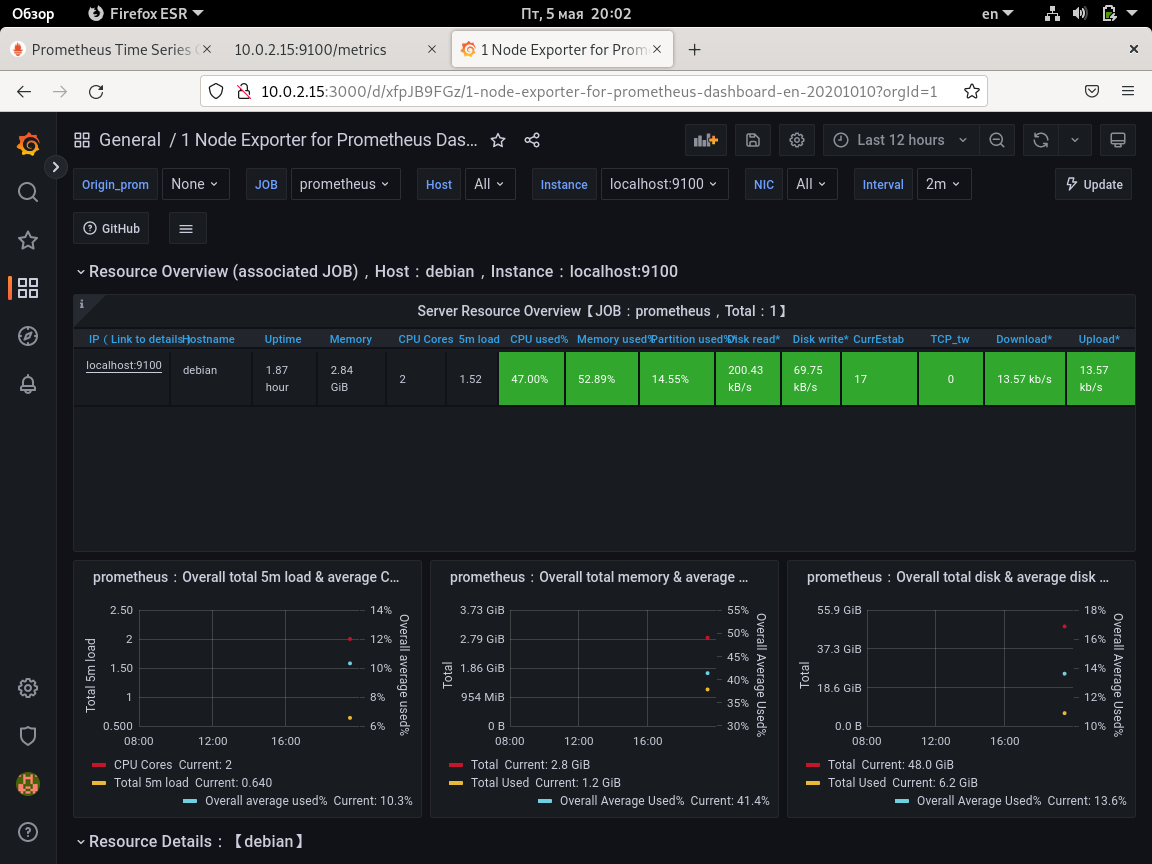 Обзор Firefox ESR Пт, 5 мая 20:02 en
Prometheus Time Series 10.0.2.15:9100/metrics 1 Node Exporter for Prom
10.0.2.15:3000/d/xfpJB9FGz/1-node-exporter-for-prometheus-dashboard-en-20201010?orgId=1
General / 1 Node Exporter for Prometheus Das... Last 12 hours
Origin_prom None JOB prometheus Host All Instance localhost:9100 NIC All Interval 2m Update
GitHub
Resource Overview (associated JOB)，Host：debian，Instance：localhost:9100
Server Resource Overview【JOB：prometheus，Total：1】
IP（Link to details Hostname Uptime Memory CPU Cores 5m load CPU used% Memory used% Partition used% Disk read* Disk write* CurrEstab TCP_tw Download* Upload*
localhost:9100 debian 1.87 hour 2.84 GiB 2 1.52 47.00% 52.89% 14.55% 200.43 kB/s 69.75 kB/s 17 0 13.57 kb/s 13.57 kb/s
prometheus：Overall total 5m load & average C...
2.50
2
1.50
1
0.500
Total 5m load
14%
12%
10%
8%
6%
Overall average used%
08:00 12:00 16:00
CPU Cores Current: 2
Total 5m load Current: 0.640
Overall average used% Current: 10.3%
prometheus：Overall total memory & average ...
3.73 GiB
2.79 GiB
1.86 GiB
954 MiB
0 B
Total
55%
50%
45%
40%
35%
30%
Overall Average Used%
08:00 12:00 16:00
Total Current: 2.8 GiB
Total Used Current: 1.2 GiB
Overall Average Used% Current: 41.4%
prometheus：Overall total disk & average disk ...
55.9 GiB
37.3 GiB
18.6 GiB
0.0 B
Total
18%
16%
14%
12%
10%
Overall Average Used%
08:00 12:00 16:00
Total Current: 48.0 GiB
Total Used Current: 6.2 GiB
Overall Average Used% Current: 13.6%
Resource Details：【debian】